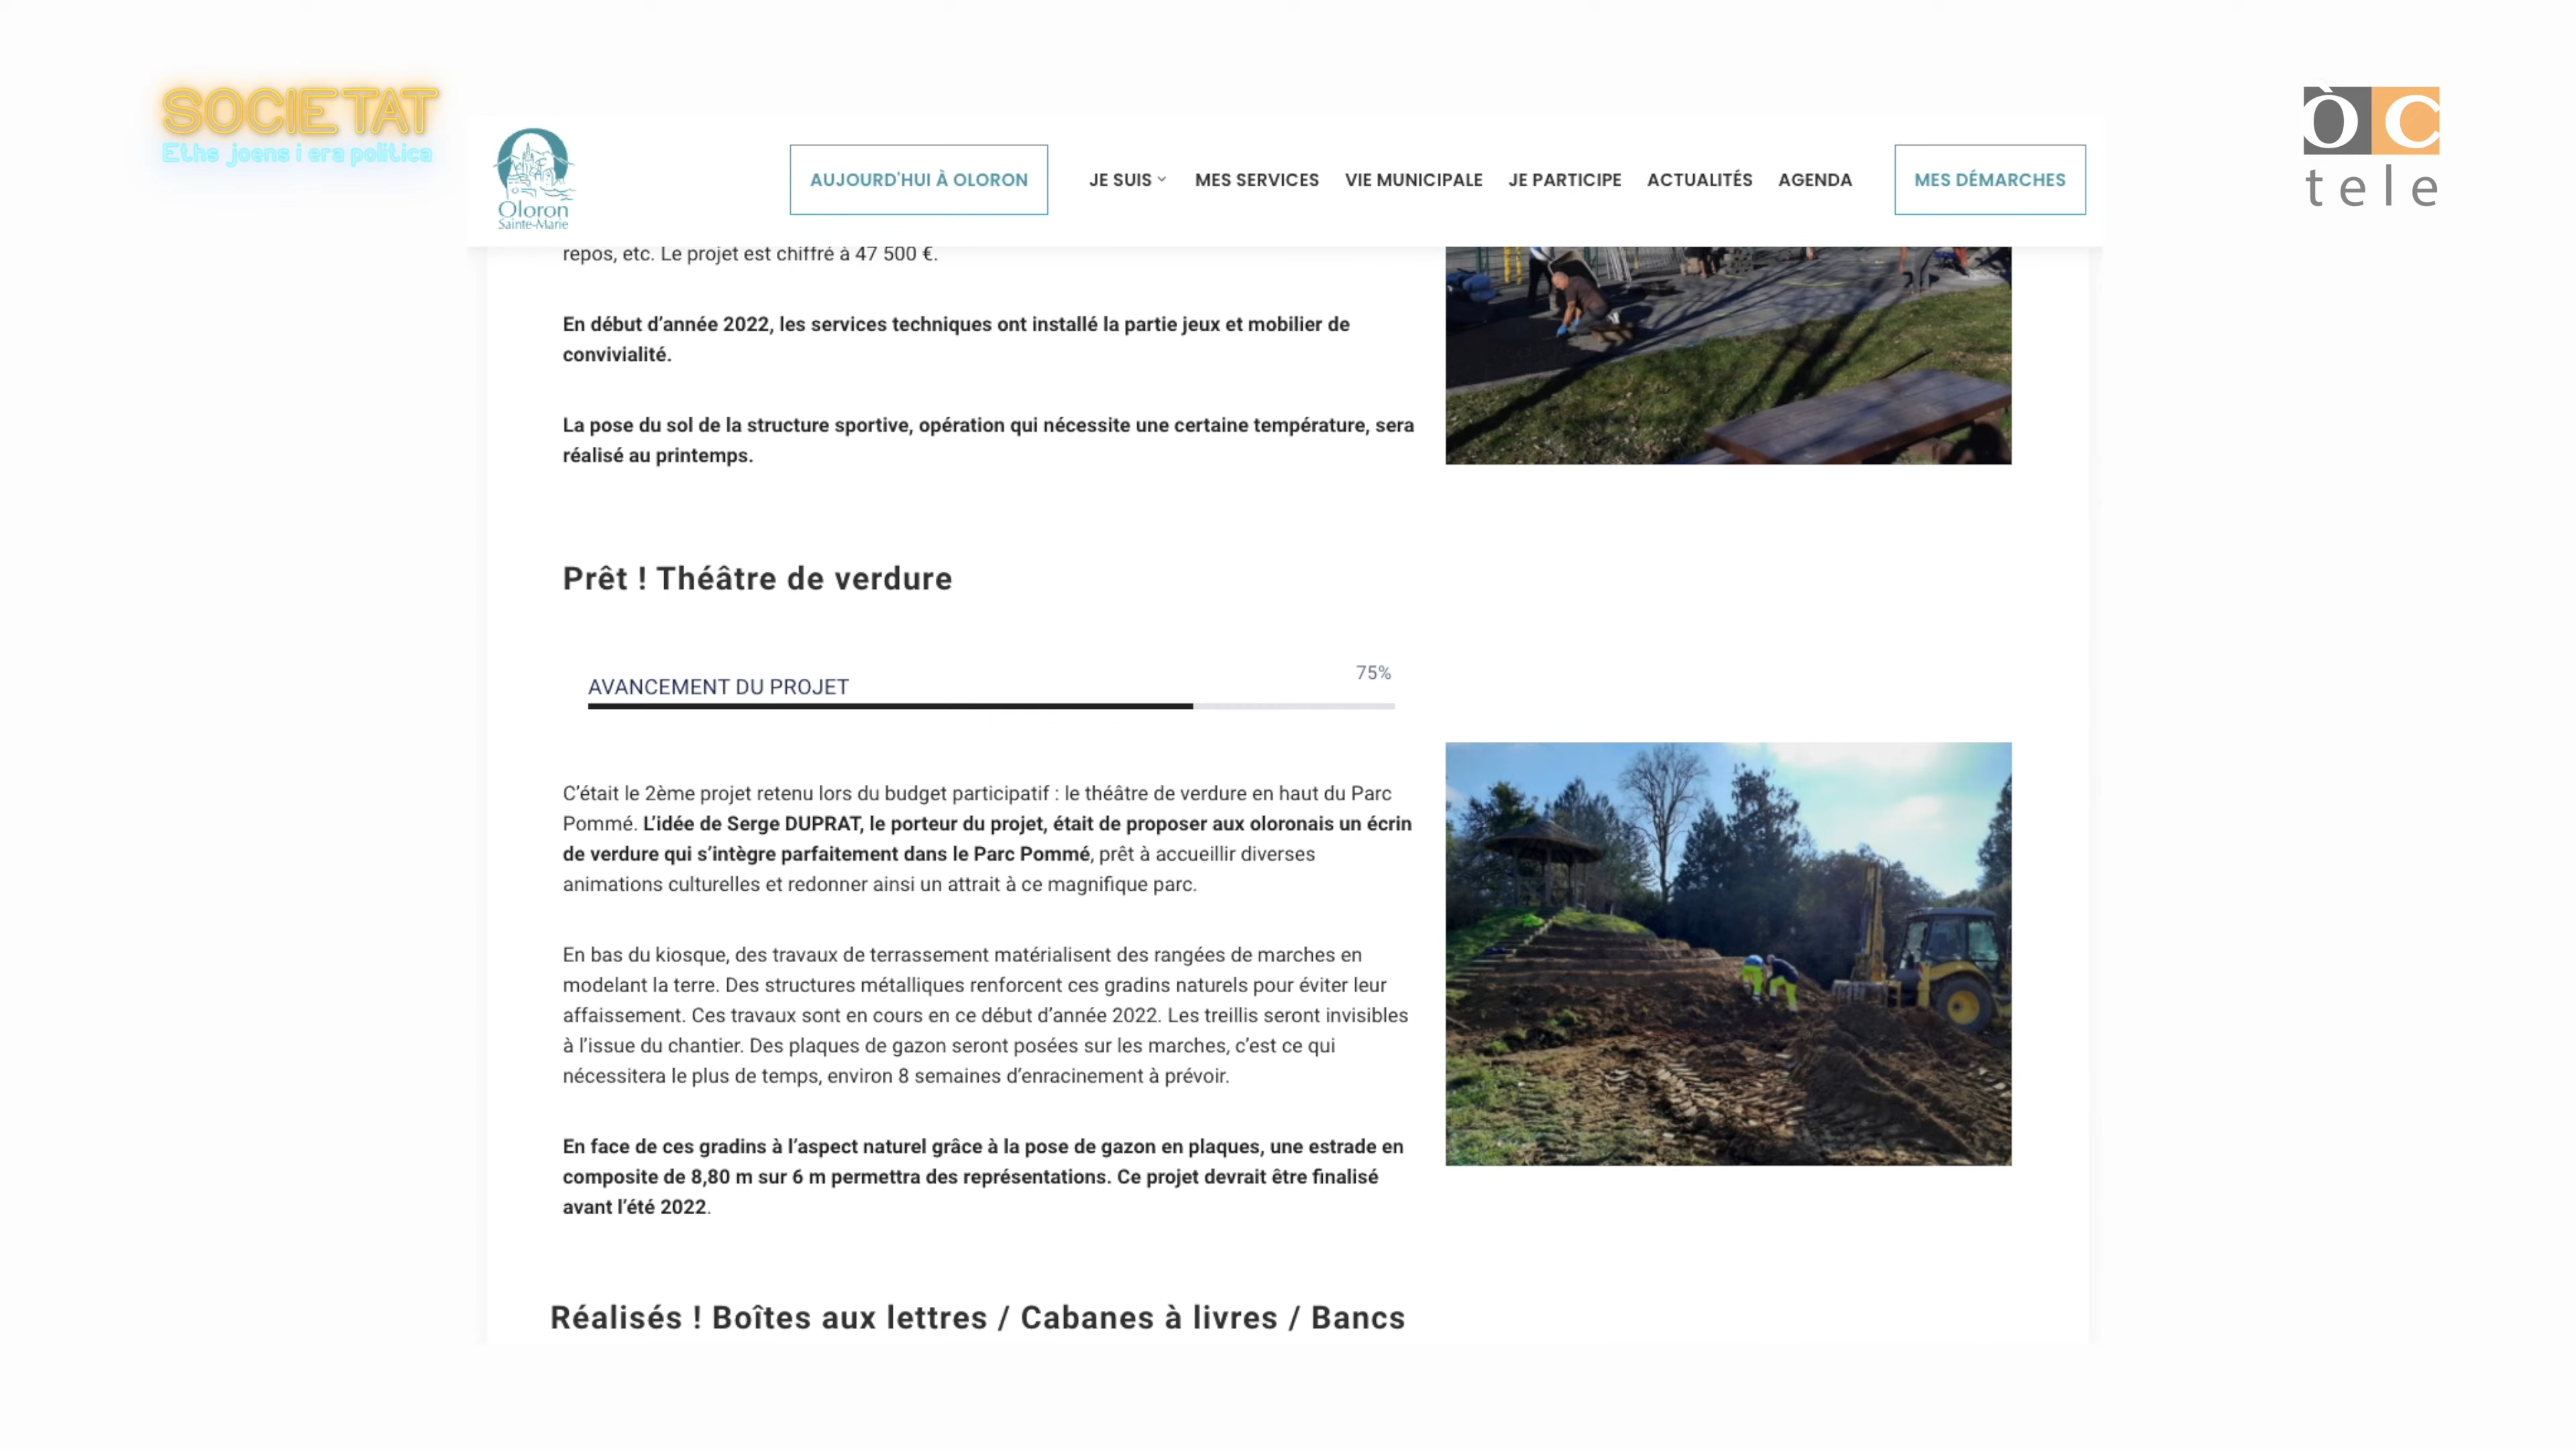 SOCIETAT
Eths joens i era politica
òc
tele
Oloron
Sainte-Marie
AUJOURD'HUI À OLORON
JE SUIS
MES SERVICES
VIE MUNICIPALE
JE PARTICIPE
ACTUALITÉS
AGENDA
MES DÉMARCHES
repos, etc. Le projet est chiffré à 47 500 €.
En début d’année 2022, les services techniques ont installé la partie jeux et mobilier de
convivialité.
La pose du sol de la structure sportive, opération qui nécessite une certaine température, sera
réalisé au printemps.
Prêt ! Théâtre de verdure
75%
AVANCEMENT DU PROJET
C’était le 2ème projet retenu lors du budget participatif : le théâtre de verdure en haut du Parc
Pommé. L’idée de Serge DUPRAT, le porteur du projet, était de proposer aux oloronais un écrin
de verdure qui s’intègre parfaitement dans le Parc Pommé, prêt à accueillir diverses
animations culturelles et redonner ainsi un attrait à ce magnifique parc.
En bas du kiosque, des travaux de terrassement matérialisent des rangées de marches en
modelant la terre. Des structures métalliques renforcent ces gradins naturels pour éviter leur
affaissement. Ces travaux sont en cours en ce début d’année 2022. Les treillis seront invisibles
à l’issue du chantier. Des plaques de gazon seront posées sur les marches, c’est ce qui
nécessitera le plus de temps, environ 8 semaines d’enracinement à prévoir.
En face de ces gradins à l’aspect naturel grâce à la pose de gazon en plaques, une estrade en
composite de 8,80 m sur 6 m permettra des représentations. Ce projet devrait être finalisé
avant l’été 2022.
Réalisés ! Boîtes aux lettres / Cabanes à livres / Bancs